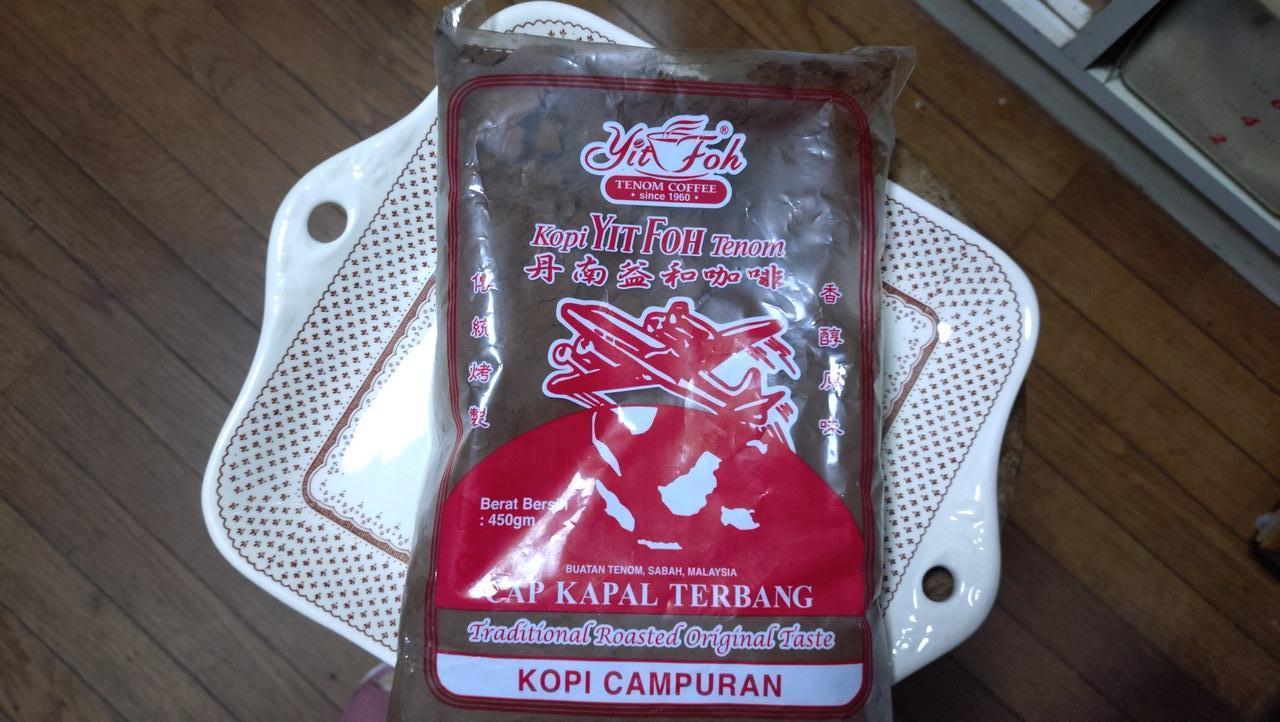 Yit Foh®
TENOM COFFEE
• since 1960 •
Kopi YIT FOH Tenom
丹南益和咖啡
傳統烤製
香醇原味
Berat Bersih
: 450gm
BUATAN TENOM, SABAH, MALAYSIA
CAP KAPAL TERBANG
Traditional Roasted Original Taste
KOPI CAMPURAN
4
2